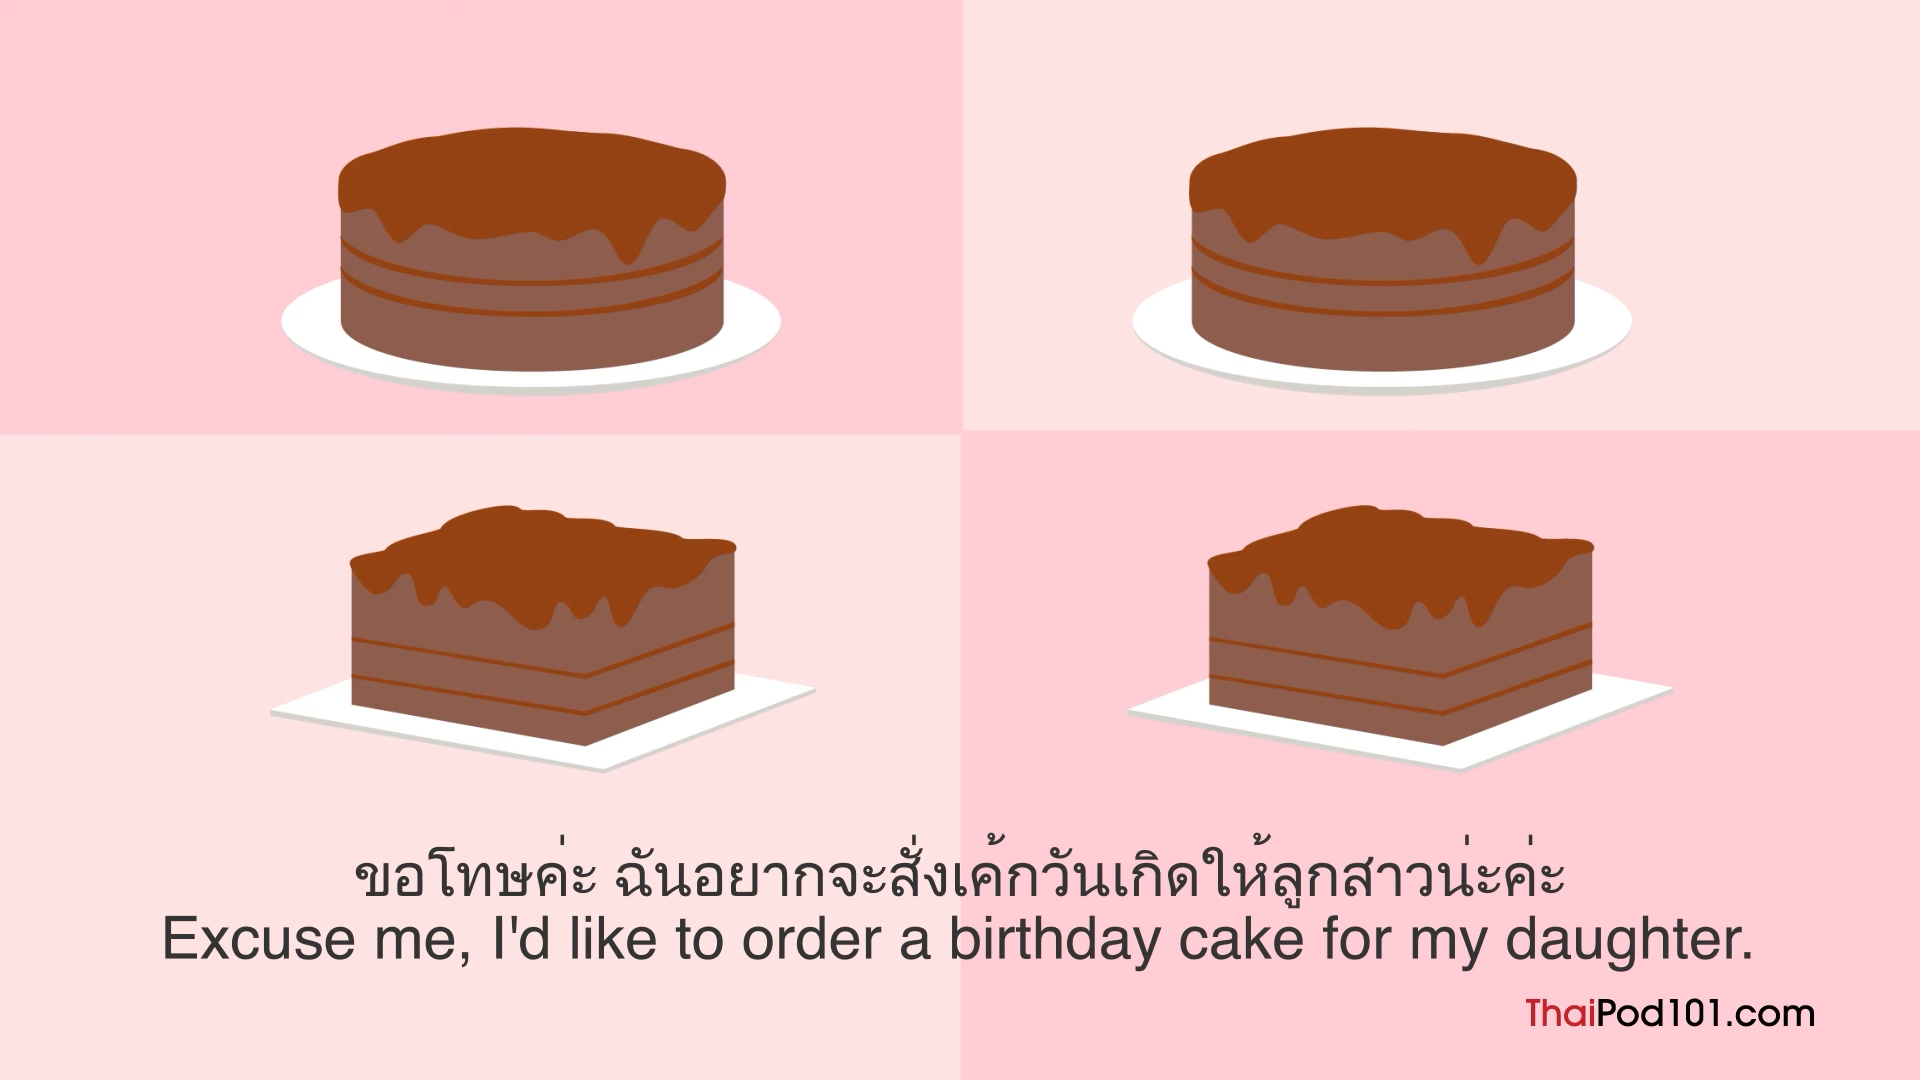 ขอโทษค่ะ ฉันอยากจะสั่งเค้กวันเกิดให้ลูกสาวน่ะค่ะ
Excuse me, I'd like to order a birthday cake for my daughter.
ThaiPod101.com